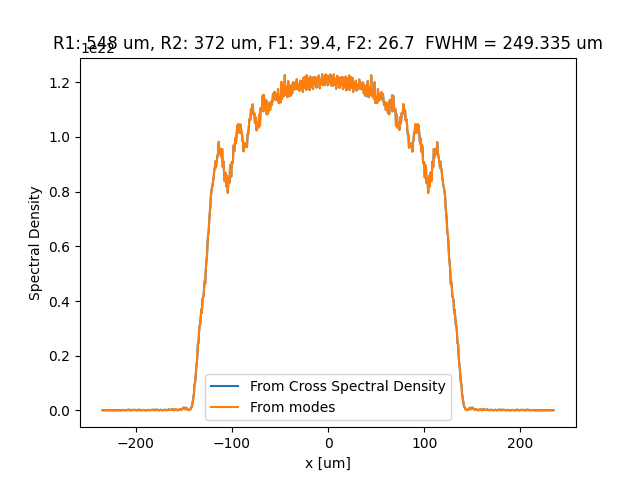 R1: 548 um, R2: 372 um, F1: 39.4, F2: 26.7  FWHM = 249.335 um
1e22
1.2
1.0
0.8
0.6
0.4
0.2
0.0
Spectral Density
From Cross Spectral Density
From modes
−200
−100
0
100
200
x [um]